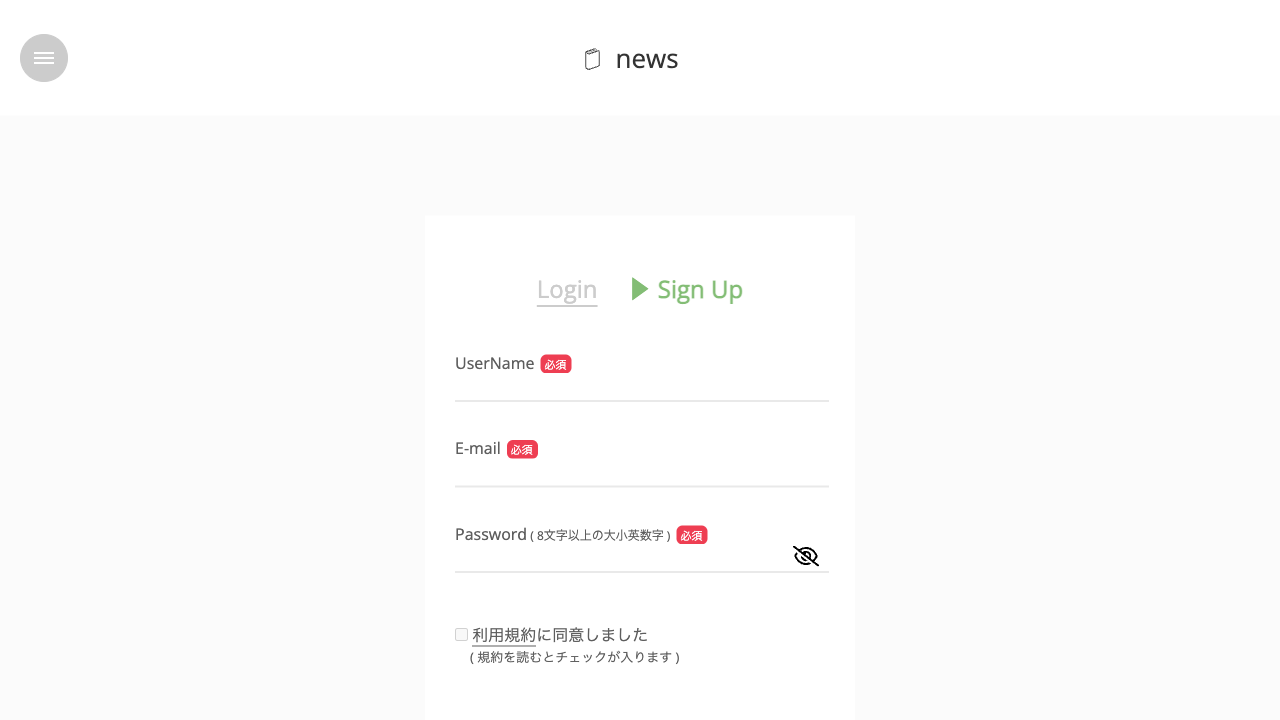 news
Login Sign Up
UserName 必須
E-mail 必須
Password ( 8文字以上の大小英数字 ) 必須
利用規約に同意しました
( 規約を読むとチェックが入ります )